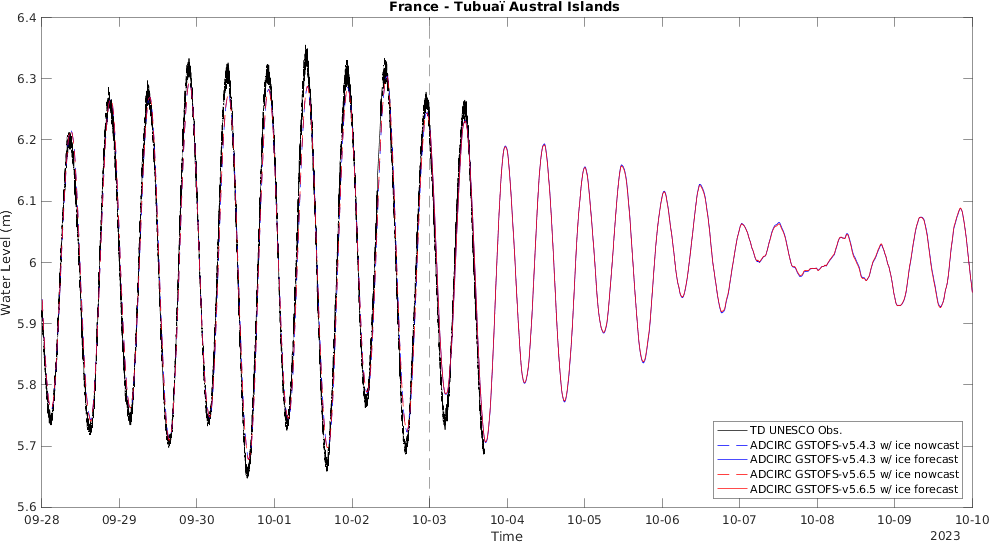 France - Tubuaï Austral Islands
6.4
6.3
6.2
6.1
6
5.9
5.8
5.7
5.6
Water Level (m)
TD UNESCO Obs.
ADCIRC GSTOFS-v5.4.3 w/ ice nowcast
ADCIRC GSTOFS-v5.4.3 w/ ice forecast
ADCIRC GSTOFS-v5.6.5 w/ ice nowcast
ADCIRC GSTOFS-v5.6.5 w/ ice forecast
09-28 09-29 09-30 10-01 10-02 10-03 10-04 10-05 10-06 10-07 10-08 10-09 10-10
Time
2023